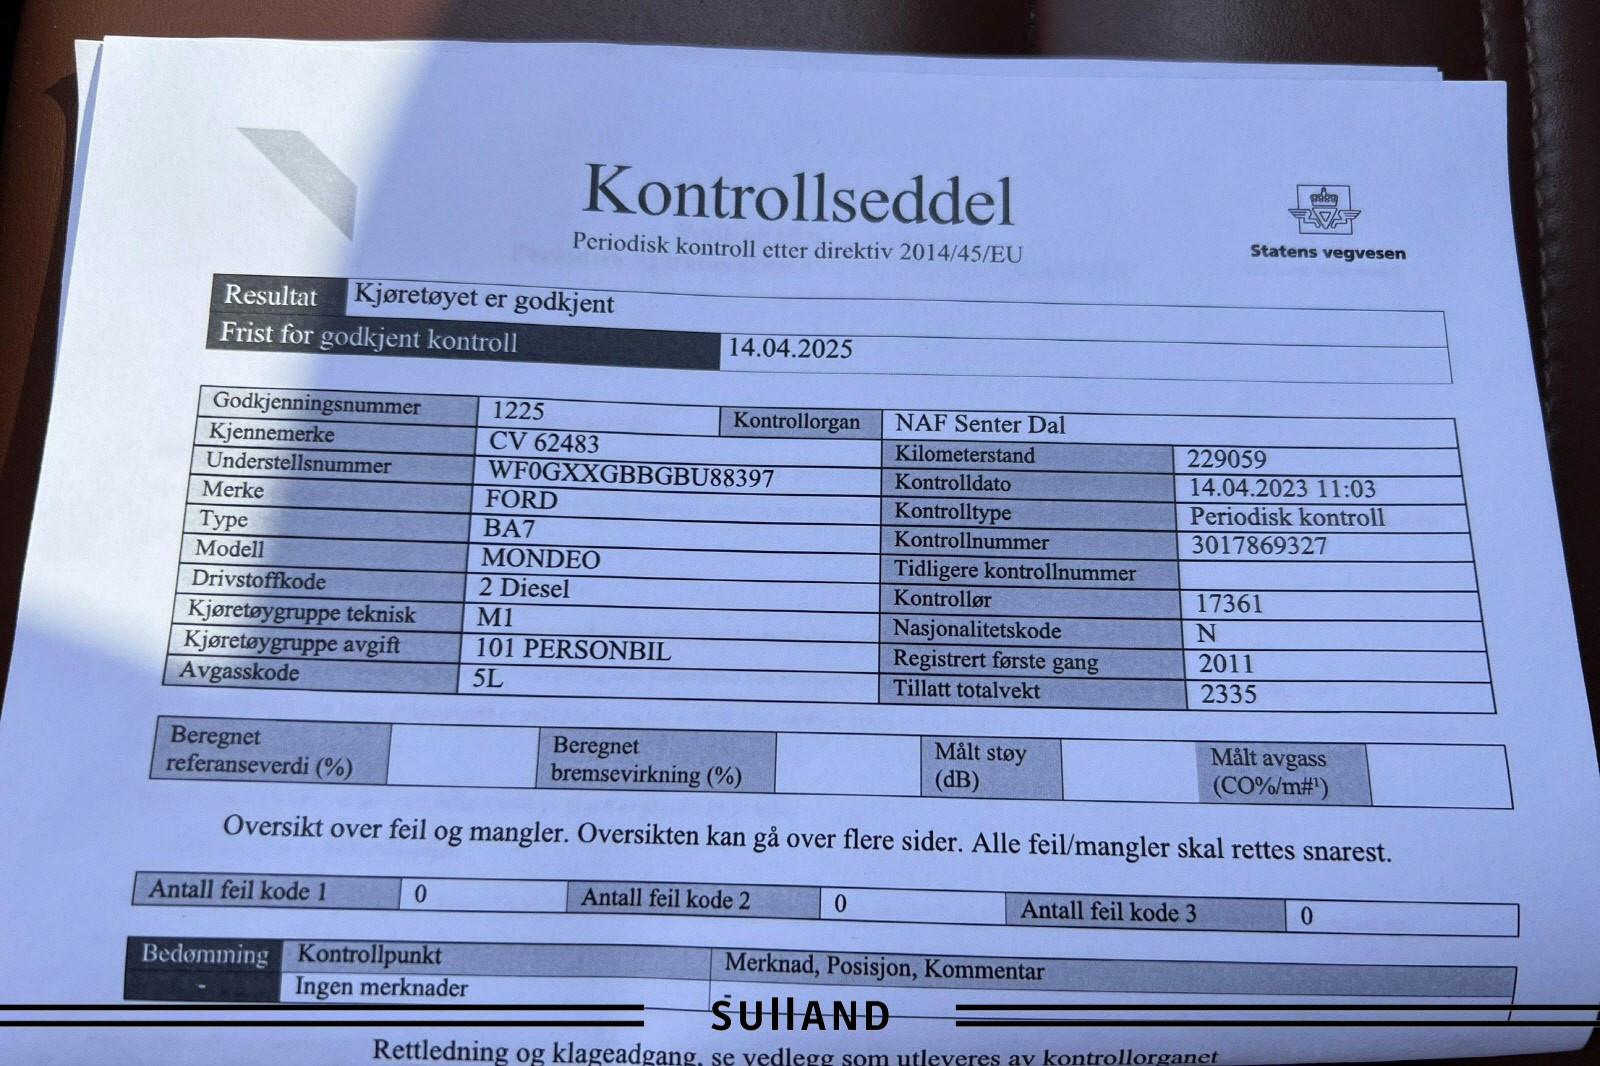 Kontrollseddel
Periodisk kontroll etter direktiv 2014/45/EU
Statens vegvesen
Resultat Kjøretøyet er godkjent
Frist for godkjent kontroll 14.04.2025
Godkjenningsnummer 1225 Kontrollorgan NAF Senter Dal
Kjennemerke CV 62483 Kilometerstand 229059
Understellsnummer WF0GXXGBBGBU88397 Kontrolldato 14.04.2023 11:03
Merke FORD Kontrolltype Periodisk kontroll
Type BA7 Kontrollnummer 3017869327
Modell MONDEO Tidligere kontrollnummer
Drivstoffkode 2 Diesel Kontrollør 17361
Kjøretøygruppe teknisk M1 Nasjonalitetskode N
Kjøretøygruppe avgift 101 PERSONBIL Registrert første gang 2011
Avgasskode 5L Tillatt totalvekt 2335
Beregnet referanseverdi (%) Beregnet bremsevirkning (%) Målt støy (dB) Målt avgass (CO%/m#¹)
Oversikt over feil og mangler. Oversikten kan gå over flere sider. Alle feil/mangler skal rettes snarest.
Antall feil kode 1 0 Antall feil kode 2 0 Antall feil kode 3 0
Bedømming Kontrollpunkt Merknad, Posisjon, Kommentar
- Ingen merknader -
SUllAND
Rettledning og klageadgang, se vedlegg som utleveres av kontrollorganet